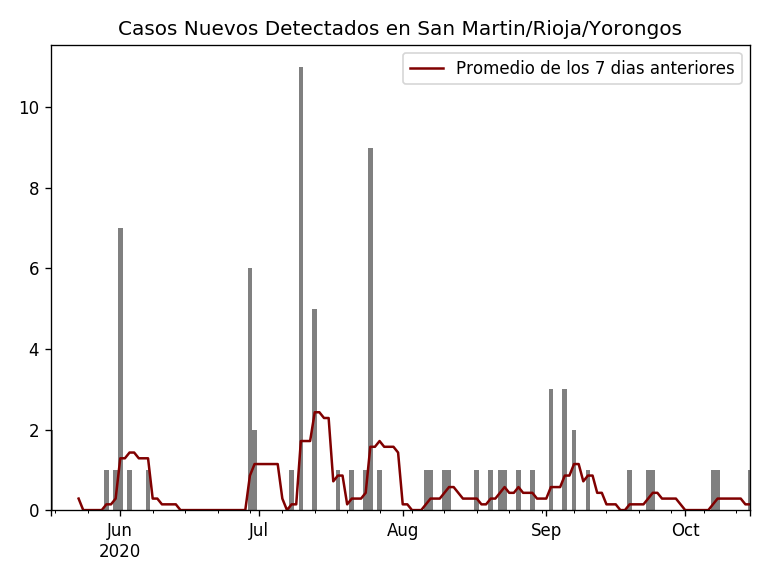 Casos Nuevos Detectados en San Martin/Rioja/Yorongos
Promedio de los 7 dias anteriores
10
8
6
4
2
0
Jun Jul Aug Sep Oct
2020